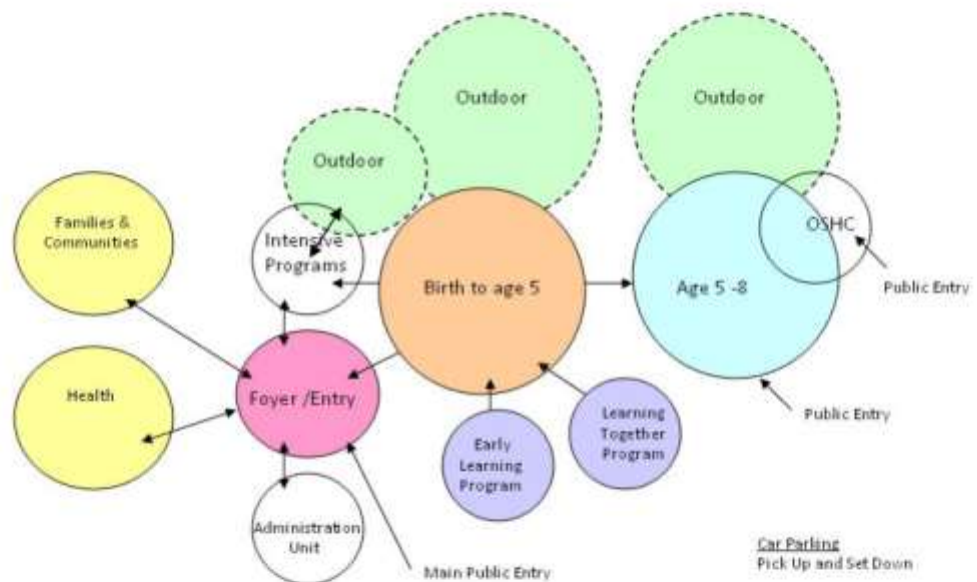 Outdoor
Outdoor
Outdoor
Families &
Communities
Intensive
Programs
OSHC
Birth to age 5
Age 5 -8
Public Entry
Health
Foyer /Entry
Public Entry
Learning
Together
Program
Early
Learning
Program
Administration
Unit
Main Public Entry
Car Parking
Pick Up and Set Down